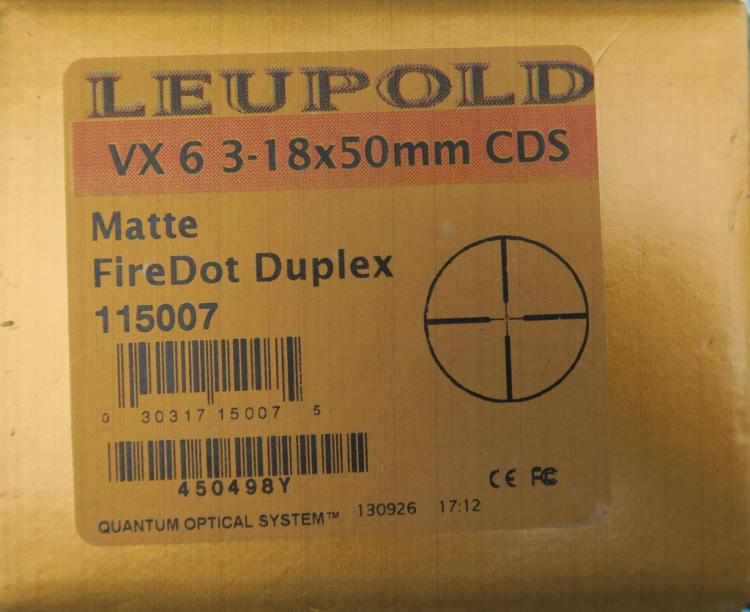 LEUPOLD
VX 6 3-18x50mm CDS
Matte
FireDot Duplex
115007
0 30317 15007 5
450498Y
CE FC
QUANTUM OPTICAL SYSTEM™ 130926 17:12